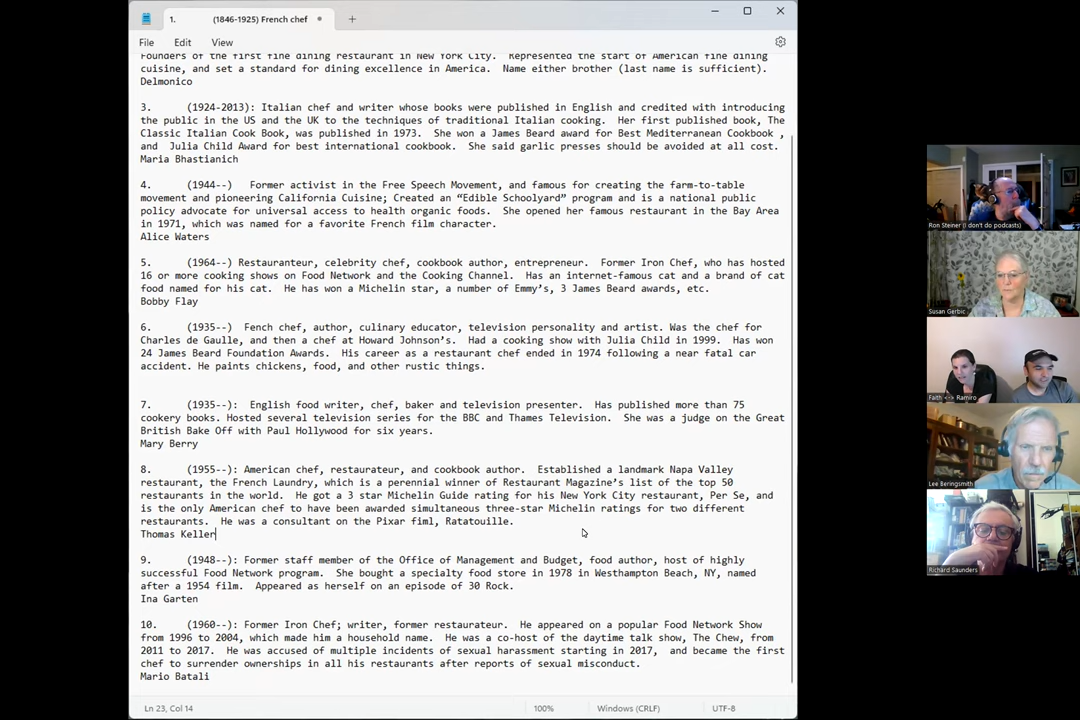 1. (1846-1925) French chef
File Edit View
Founders of the first fine dining restaurant in New York City. Represented the start of American fine dining
cuisine, and set a standard for dining excellence in America. Name either brother (last name is sufficient).
Delmonico
3. (1924-2013): Italian chef and writer whose books were published in English and credited with introducing
the public in the US and the UK to the techniques of traditional Italian cooking. Her first published book, The
Classic Italian Cook Book, was published in 1973. She won a James Beard award for Best Mediterranean Cookbook ,
and Julia Child Award for best international cookbook. She said garlic presses should be avoided at all cost.
Maria Bhastianich
4. (1944--) Former activist in the Free Speech Movement, and famous for creating the farm-to-table
movement and pioneering California Cuisine; Created an “Edible Schoolyard” program and is a national public
policy advocate for universal access to health organic foods. She opened her famous restaurant in the Bay Area
in 1971, which was named for a favorite French film character.
Alice Waters
5. (1964--) Restauranteur, celebrity chef, cookbook author, entrepreneur. Former Iron Chef, who has hosted
16 or more cooking shows on Food Network and the Cooking Channel. Has an internet-famous cat and a brand of cat
food named for his cat. He has won a Michelin star, a number of Emmy’s, 3 James Beard awards, etc.
Bobby Flay
6. (1935--) Fench chef, author, culinary educator, television personality and artist. Was the chef for
Charles de Gaulle, and then a chef at Howard Johnson’s. Had a cooking show with Julia Child in 1999. Has won
24 James Beard Foundation Awards. His career as a restaurant chef ended in 1974 following a near fatal car
accident. He paints chickens, food, and other rustic things.
7. (1935--): English food writer, chef, baker and television presenter. Has published more than 75
cookery books. Hosted several television series for the BBC and Thames Television. She was a judge on the Great
British Bake Off with Paul Hollywood for six years.
Mary Berry
8. (1955--): American chef, restaurateur, and cookbook author. Established a landmark Napa Valley
restaurant, the French Laundry, which is a perennial winner of Restaurant Magazine’s list of the top 50
restaurants in the world. He got a 3 star Michelin Guide rating for his New York City restaurant, Per Se, and
is the only American chef to have been awarded simultaneous three-star Michelin ratings for two different
restaurants. He was a consultant on the Pixar fiml, Ratatouille.
Thomas Keller
9. (1948--): Former staff member of the Office of Management and Budget, food author, host of highly
successful Food Network program. She bought a specialty food store in 1978 in Westhampton Beach, NY, named
after a 1954 film. Appeared as herself on an episode of 30 Rock.
Ina Garten
10. (1960--): Former Iron Chef; writer, former restaurateur. He appeared on a popular Food Network Show
from 1996 to 2004, which made him a household name. He was a co-host of the daytime talk show, The Chew, from
2011 to 2017. He was accused of multiple incidents of sexual harassment starting in 2017, and became the first
chef to surrender ownerships in all his restaurants after reports of sexual misconduct.
Mario Batali
Ln 23, Col 14 100% Windows (CRLF) UTF-8
Ron Steiner (I don't do podcasts)
Susan Gerbic
Faith <-> Ramiro
Lee Beringsmith
Richard Saunders